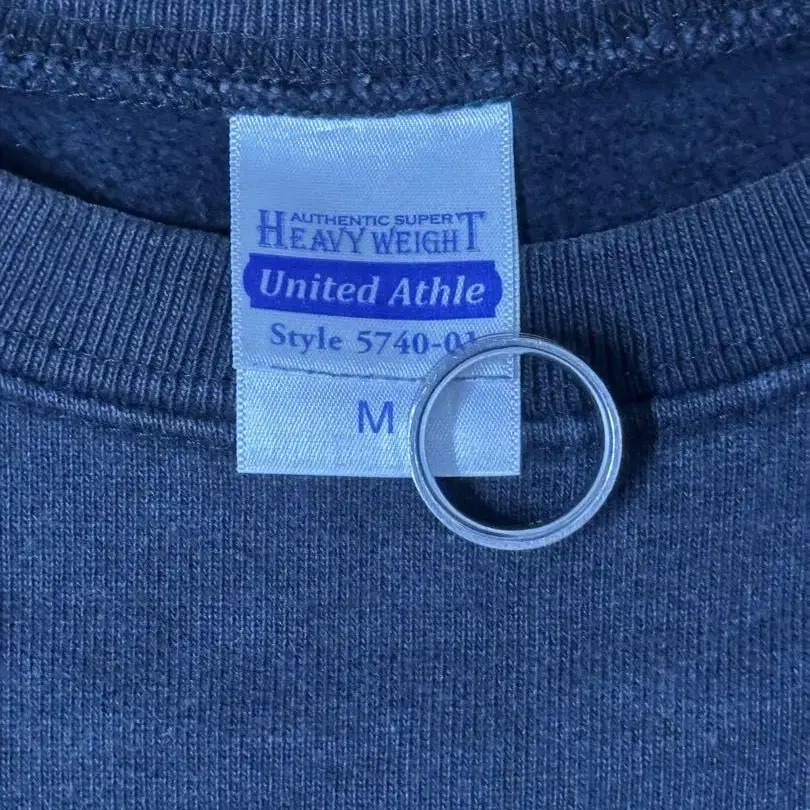 AUTHENTIC SUPER
HEAVY WEIGHT
United Athle
Style 5740-01
M